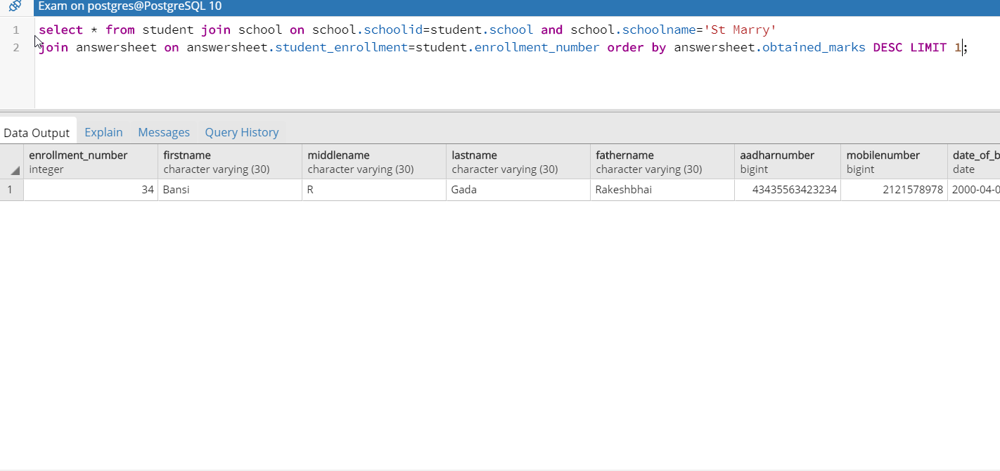 Exam on postgres@PostgreSQL 10
1 select * from student join school on school.schoolid=student.school and school.schoolname='St Marry'
2 join answersheet on answersheet.student_enrollment=student.enrollment_number order by answersheet.obtained_marks DESC LIMIT 1;
Data Output Explain Messages Query History
enrollment_number firstname middlename lastname fathername aadharnumber mobilenumber date_of_b
integer character varying (30) character varying (30) character varying (30) character varying (30) bigint bigint date
1 34 Bansi R Gada Rakeshbhai 43435563423234 2121578978 2000-04-0